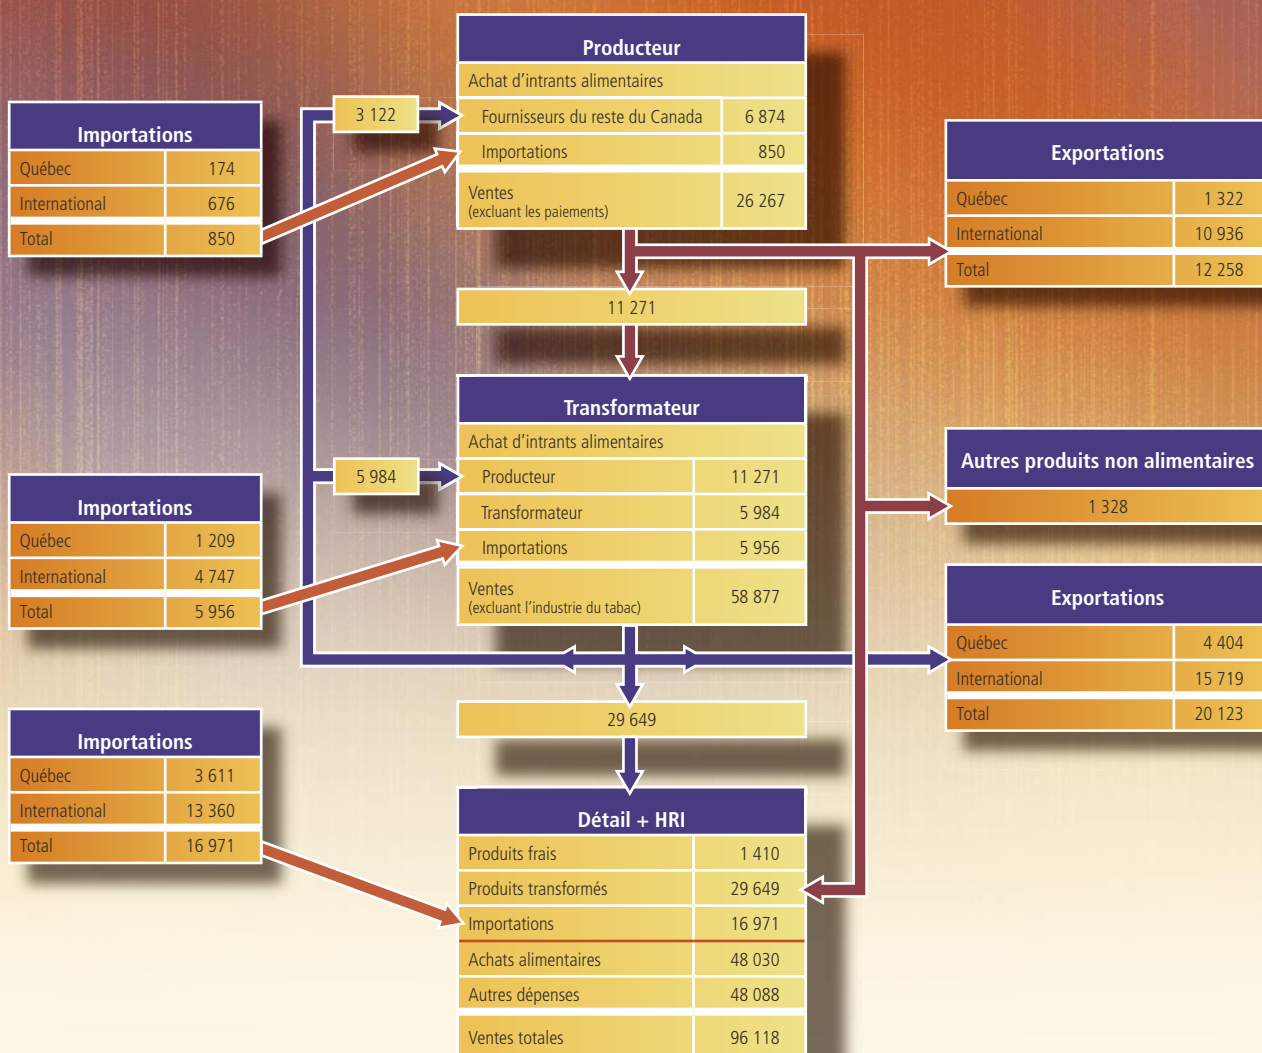 Producteur
Achat d'intrants alimentaires
Fournisseurs du reste du Canada 6 874
Importations 850
Ventes
(excluant les paiements) 26 267
3 122
Importations
Québec 174
International 676
Total 850
Exportations
Québec 1 322
International 10 936
Total 12 258
11 271
Transformateur
Achat d'intrants alimentaires
Producteur 11 271
Transformateur 5 984
Importations 5 956
Ventes
(excluant l'industrie du tabac) 58 877
5 984
Importations
Québec 1 209
International 4 747
Total 5 956
Autres produits non alimentaires
1 328
Exportations
Québec 4 404
International 15 719
Total 20 123
29 649
Importations
Québec 3 611
International 13 360
Total 16 971
Détail + HRI
Produits frais 1 410
Produits transformés 29 649
Importations 16 971
Achats alimentaires 48 030
Autres dépenses 48 088
Ventes totales 96 118